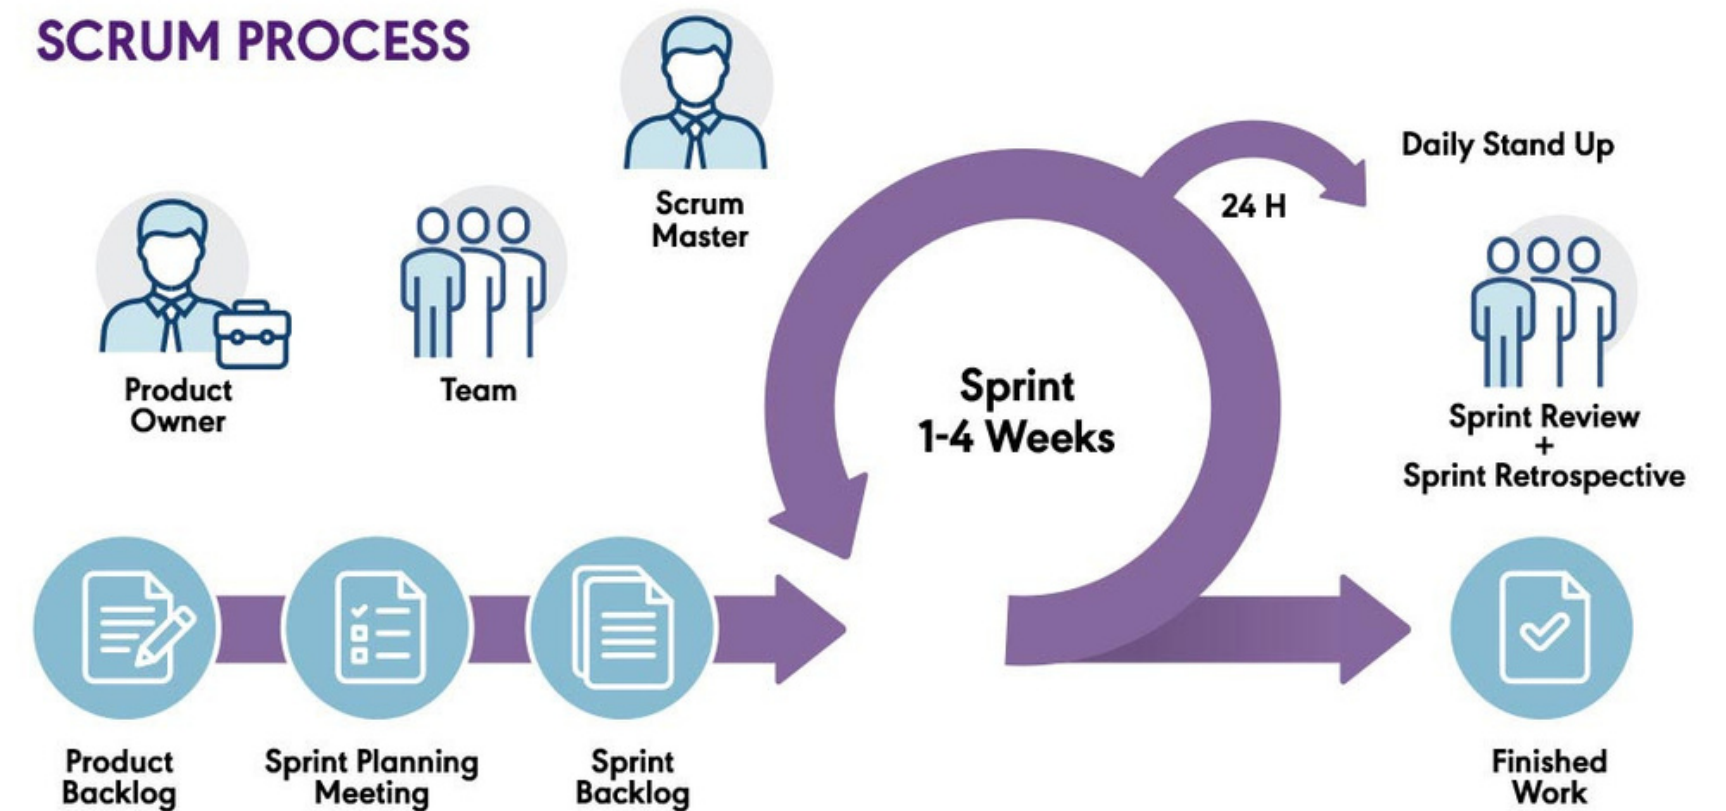 SCRUM PROCESS
Scrum
Master
Product
Owner
Team
Daily Stand Up
24 H
Sprint
1-4 Weeks
Sprint Review
+
Sprint Retrospective
Product
Backlog
Sprint Planning
Meeting
Sprint
Backlog
Finished
Work